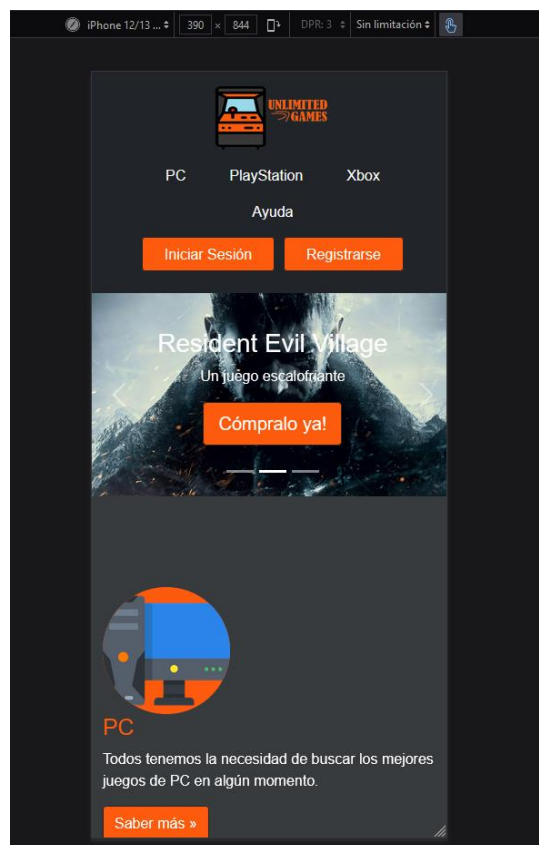 iPhone 12/13 ...
390 × 844
DPR: 3
Sin limitación
UNLIMITED
GAMES
PC PlayStation Xbox
Ayuda
Iniciar Sesión Registrarse
Resident Evil Village
Un juego escalofriante
Cómpralo ya!
PC
Todos tenemos la necesidad de buscar los mejores
juegos de PC en algún momento.
Saber más »